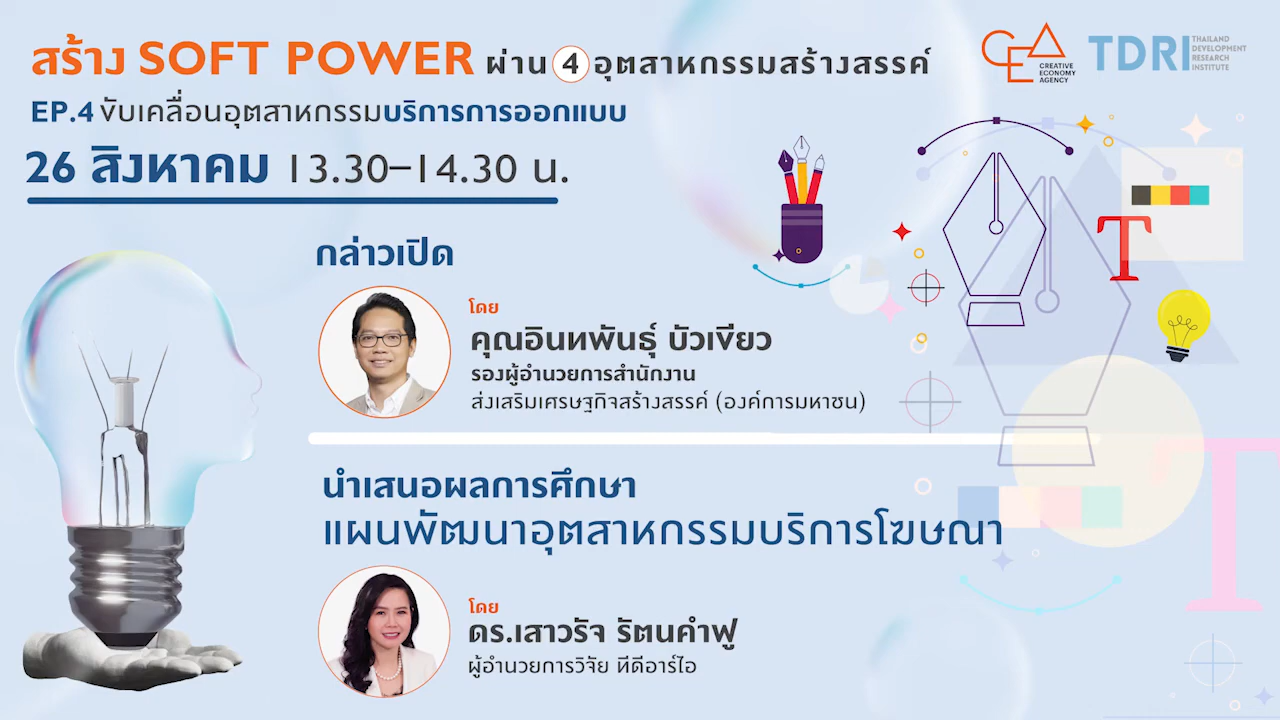 สร้าง SOFT POWER ผ่าน 4 อุตสาหกรรมสร้างสรรค์
EP.4 ขับเคลื่อนอุตสาหกรรมบริการการออกแบบ
26 สิงหาคม 13.30–14.30 น.
CEA
CREATIVE
ECONOMY
AGENCY
TDRI
THAILAND
DEVELOPMENT
RESEARCH
INSTITUTE
กล่าวเปิด
โดย
คุณอินทพันธุ์ บัวเขียว
รองผู้อำนวยการสำนักงาน
ส่งเสริมเศรษฐกิจสร้างสรรค์ (องค์การมหาชน)
นำเสนอผลการศึกษา
แผนพัฒนาอุตสาหกรรมบริการโฆษณา
โดย
ดร.เสาวรัจ รัตนคำฟู
ผู้อำนวยการวิจัย ทีดีอาร์ไอ
T
T